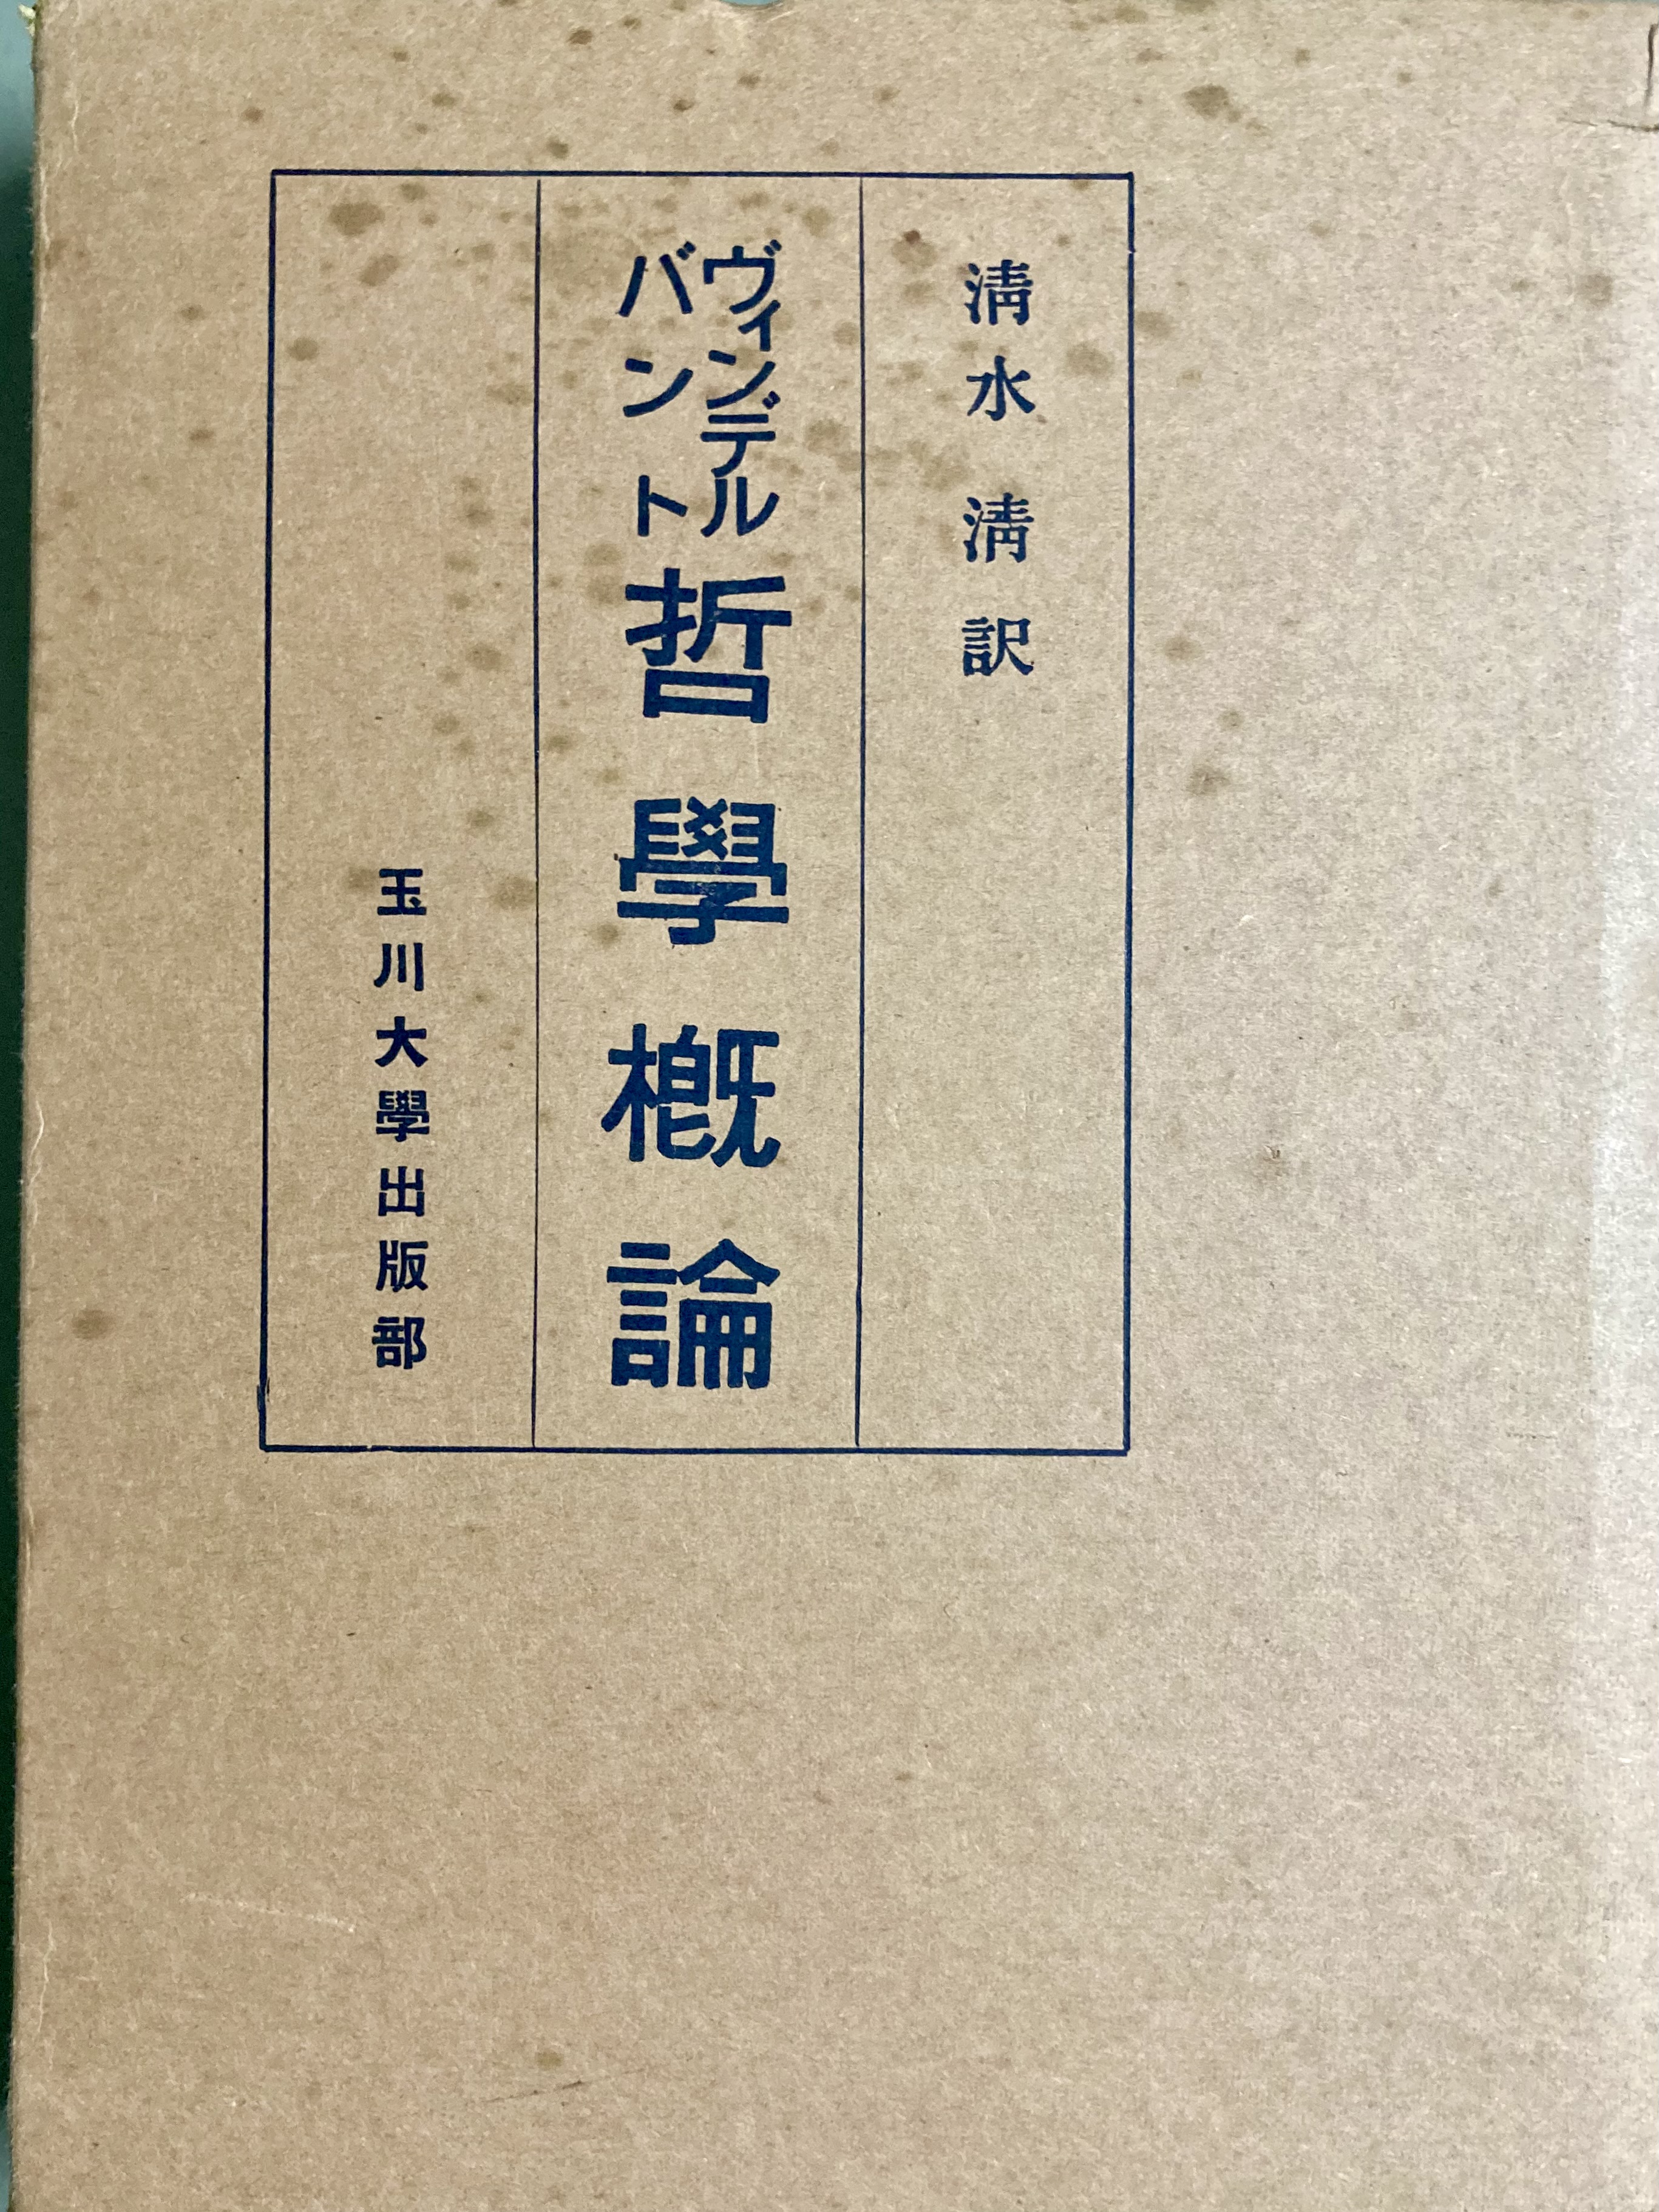 清水清訳
ヴィンデル
バント
哲學概論
玉川大學出版部